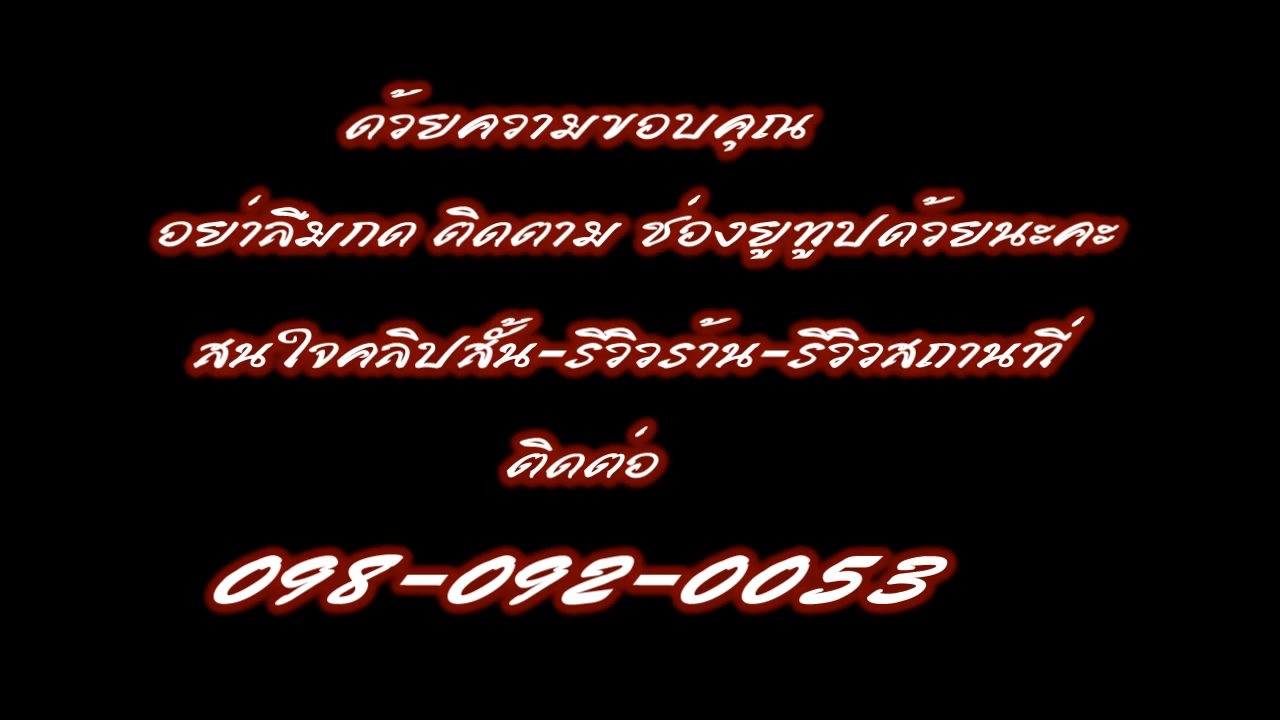 ด้วยความขอบคุณ
อย่าลืมกด ติดตาม ช่องยูทูปด้วยนะคะ
สนใจคลิปสั้น-รีวิวร้าน-รีวิวสถานที่
ติดต่อ
098-092-0053